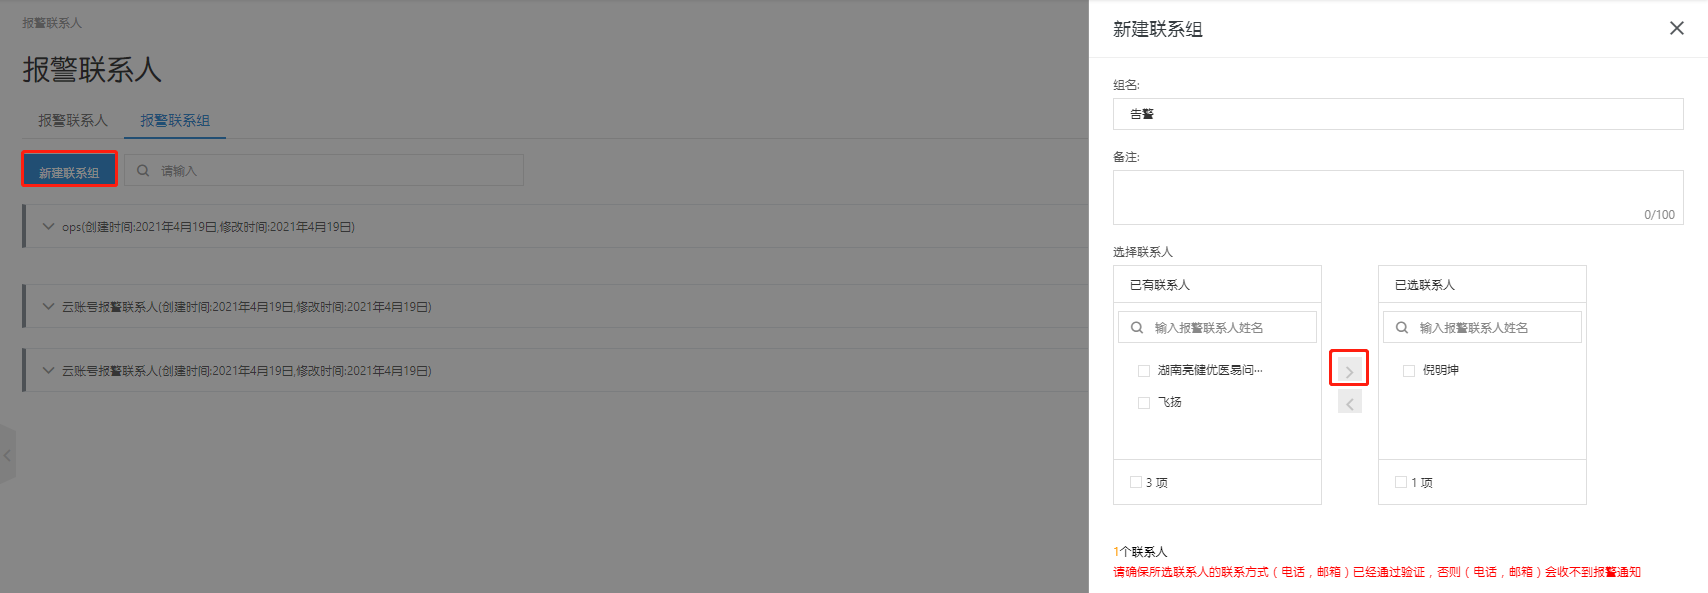 报警联系人
报警联系人
报警联系人 报警联系组
新建联系组 请输入
ops(创建时间:2021年4月19日,修改时间:2021年4月19日)
云账号报警联系人(创建时间:2021年4月19日,修改时间:2021年4月19日)
云账号报警联系人(创建时间:2021年4月19日,修改时间:2021年4月19日)
新建联系组
组名:
告警
备注:
0/100
选择联系人
已有联系人
输入报警联系人姓名
湖南亮健优医易问···
飞扬
3 项
已选联系人
输入报警联系人姓名
倪明坤
1 项
1个联系人
请确保所选联系人的联系方式（电话，邮箱）已经通过验证，否则（电话，邮箱）会收不到报警通知